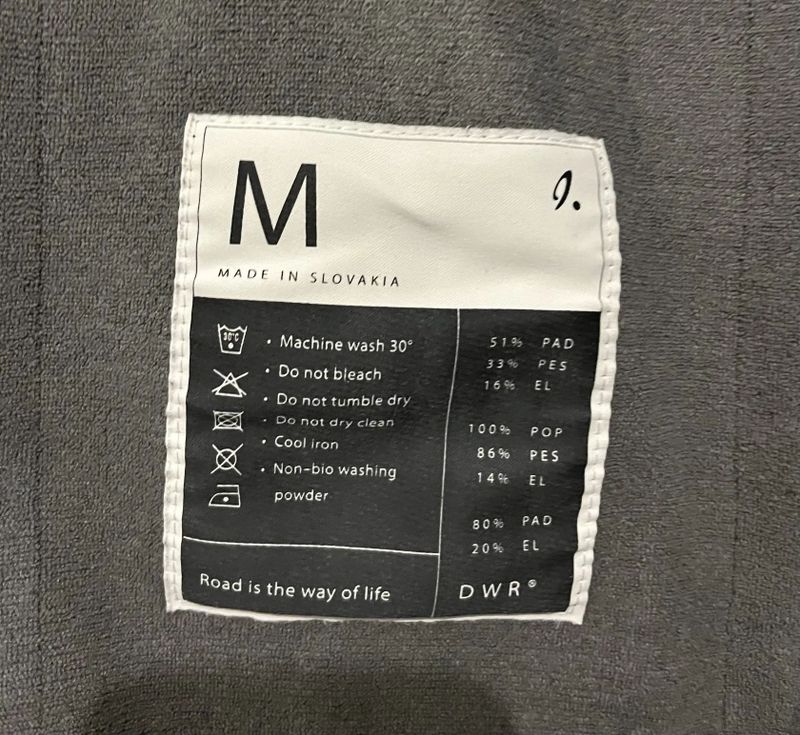 M
J.
MADE IN SLOVAKIA
30°C
• Machine wash 30°
• Do not bleach
• Do not tumble dry
• Do not dry clean
• Cool iron
• Non-bio washing
powder
51% PAD
33% PES
16% EL
100% POP
86% PES
14% EL
80% PAD
20% EL
Road is the way of life
DWR®